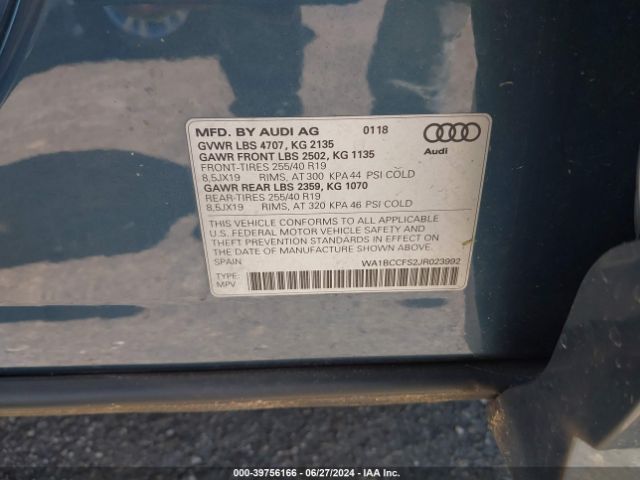 MFD. BY AUDI AG 01 18
GVWR LBS 4707, KG 2135
GAWR FRONT LBS 2502, KG 1135
FRONT-TIRES 255/40 R19
8,5JX19 RIMS, AT 300 KPA 44 PSI COLD
GAWR REAR LBS 2359, KG 1070
REAR-TIRES 255/40 R19
8,5JX19 RIMS, AT 320 KPA 46 PSI COLD
Audi
THIS VEHICLE CONFORMS TO ALL APPLICABLE
U.S. FEDERAL MOTOR VEHICLE SAFETY AND
THEFT PREVENTION STANDARDS IN EFFECT ON
THE DATE OF MANUFACTURE SHOWN ABOVE.
SPAIN WA1BCCFS2JR023992
TYPE:
MPV
000-39756166 - 06/27/2024 - IAA Inc.